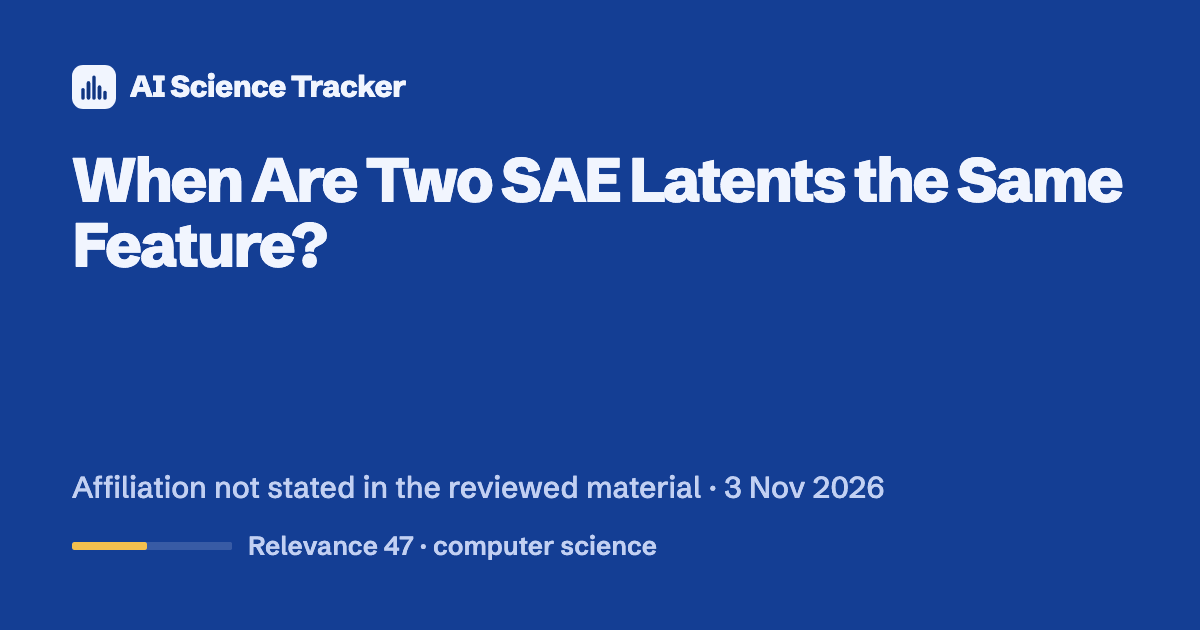 AI Science Tracker
When Are Two SAE Latents the Same
Feature?
Affiliation not stated in the reviewed material · 3 Nov 2026
Relevance 47 · computer science